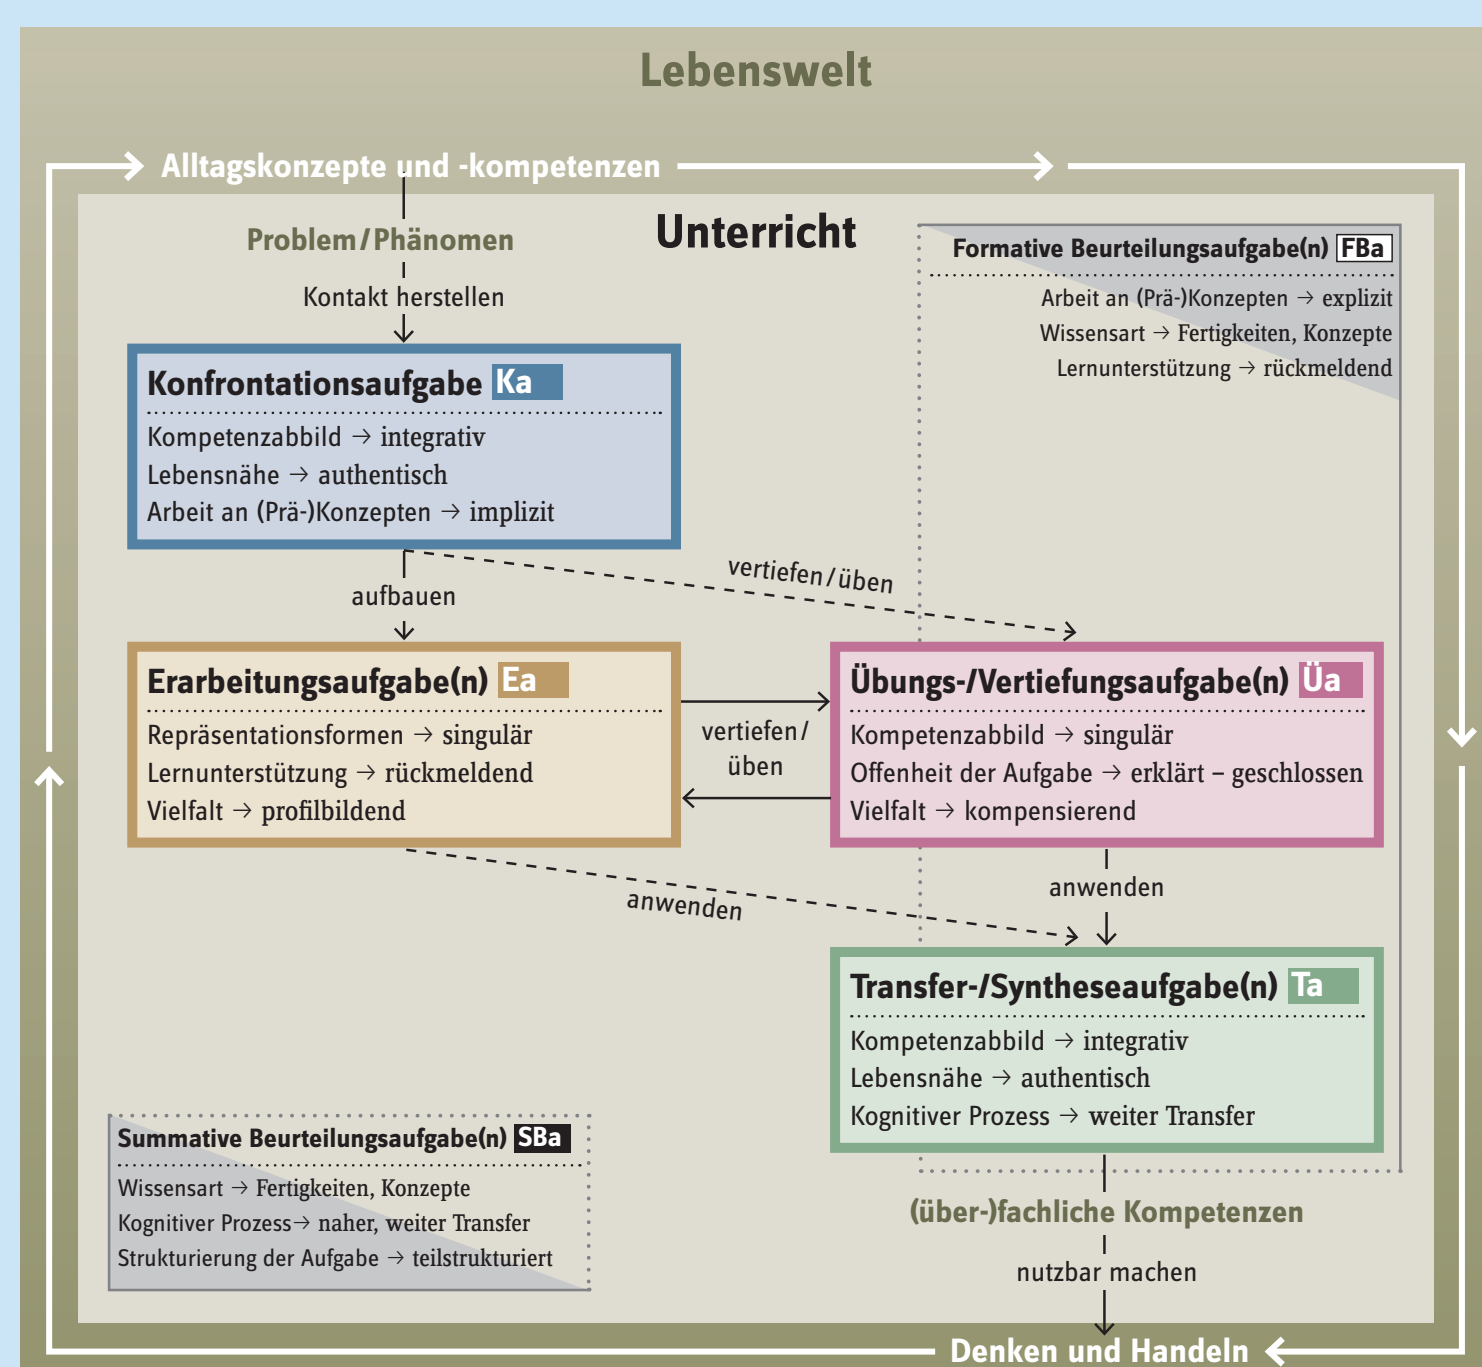 Lebenswelt
Alltagskonzepte und -kompetenzen
Unterricht
Problem/Phänomen
Kontakt herstellen
Formative Beurteilungsaufgabe(n) FBa
Arbeit an (Prä-)Konzepten → explizit
Wissensart → Fertigkeiten, Konzepte
Lernunterstützung → rückmeldend
Konfrontationsaufgabe Ka
Kompetenzabbild → integrativ
Lebensnähe → authentisch
Arbeit an (Prä-)Konzepten → implizit
aufbauen
vertiefen/üben
Erarbeitungsaufgabe(n) Ea
Repräsentationsformen → singulär
Lernunterstützung → rückmeldend
Vielfalt → profilbildend
vertiefen/
üben
Übungs-/Vertiefungsaufgabe(n) Üa
Kompetenzabbild → singulär
Offenheit der Aufgabe → erklärt – geschlossen
Vielfalt → kompensierend
anwenden
anwenden
Transfer-/Syntheseaufgabe(n) Ta
Kompetenzabbild → integrativ
Lebensnähe → authentisch
Kognitiver Prozess → weiter Transfer
Summative Beurteilungsaufgabe(n) SBa
Wissensart → Fertigkeiten, Konzepte
Kognitiver Prozess→ naher, weiter Transfer
Strukturierung der Aufgabe → teilstrukturiert
(über-)fachliche Kompetenzen
nutzbar machen
Denken und Handeln